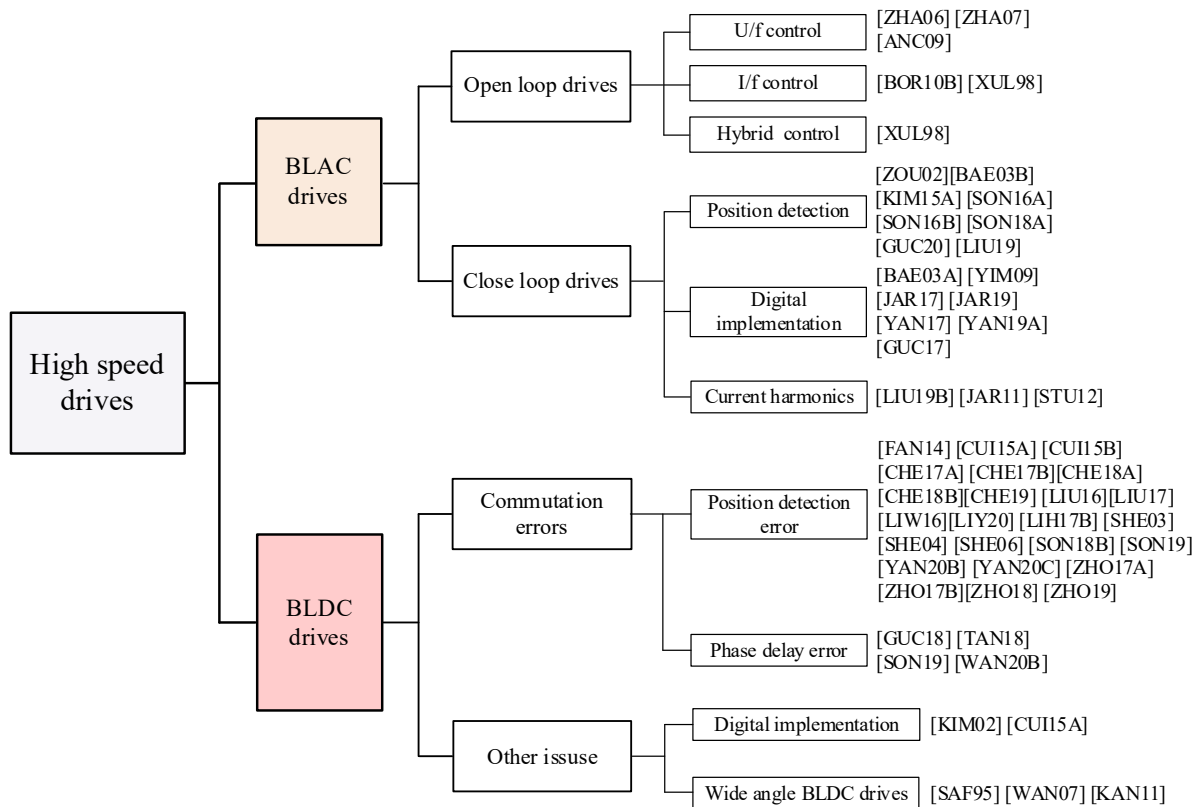 High speed
drives
BLAC
drives
Open loop drives
U/f control
[ZHA06] [ZHA07]
[ANC09]
I/f control
[BOR10B] [XUL98]
Hybrid control
[XUL98]
Close loop drives
Position detection
[ZOU02][BAE03B]
[KIM15A] [SON16A]
[SON16B] [SON18A]
[GUC20] [LIU19]
Digital
implementation
[BAE03A] [YIM09]
[JAR17] [JAR19]
[YAN17] [YAN19A]
[GUC17]
Current harmonics
[LIU19B] [JAR11] [STU12]
BLDC
drives
Commutation
errors
Position detection
error
[FAN14] [CUI15A] [CUI15B]
[CHE17A] [CHE17B][CHE18A]
[CHE18B][CHE19] [LIU16][LIU17]
[LIW16][LIY20] [LIH17B] [SHE03]
[SHE04] [SHE06] [SON18B] [SON19]
[YAN20B] [YAN20C] [ZHO17A]
[ZHO17B][ZHO18] [ZHO19]
Phase delay error
[GUC18] [TAN18]
[SON19] [WAN20B]
Other issuse
Digital implementation
[KIM02] [CUI15A]
Wide angle BLDC drives
[SAF95] [WAN07] [KAN11]